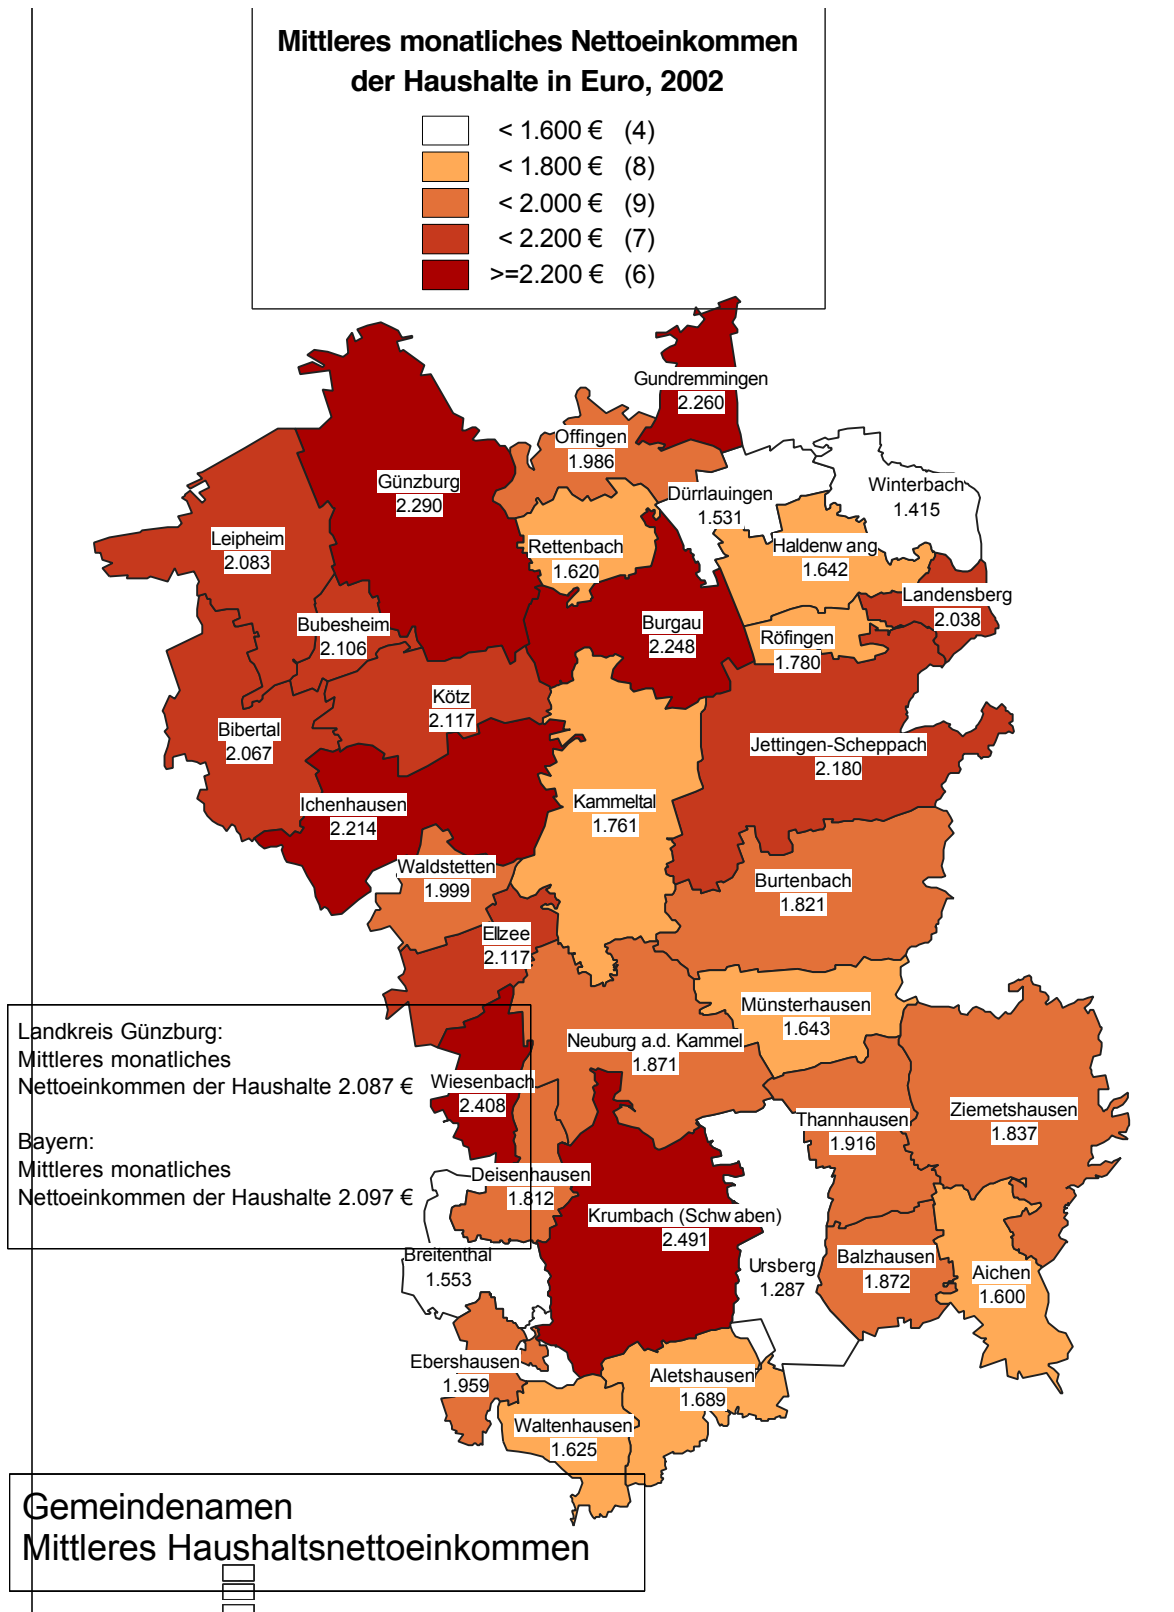 Mittleres monatliches Nettoeinkommen
der Haushalte in Euro, 2002
< 1.600 € (4)
< 1.800 € (8)
< 2.000 € (9)
< 2.200 € (7)
>=2.200 € (6)
Gundremmingen
2.260
Offingen
1.986
Günzburg
2.290
Dürrlauingen
1.531
Winterbach
1.415
Leipheim
2.083
Rettenbach
1.620
Haldenwang
1.642
Landensberg
2.038
Bubesheim
2.106
Burgau
2.248
Röfingen
1.780
Kötz
2.117
Bibertal
2.067
Jettingen-Scheppach
2.180
Ichenhausen
2.214
Kammeltal
1.761
Waldstetten
1.999
Burtenbach
1.821
Ellzee
2.117
Münsterhausen
1.643
Landkreis Günzburg:
Mittleres monatliches
Nettoeinkommen der Haushalte 2.087 €
Bayern:
Mittleres monatliches
Nettoeinkommen der Haushalte 2.097 €
Neuburg a.d. Kammel
1.871
Wiesenbach
2.408
Thannhausen
1.916
Ziemetshausen
1.837
Deisenhausen
1.812
Krumbach (Schwaben)
2.491
Breitenthal
1.553
Ursberg
1.287
Balzhausen
1.872
Aichen
1.600
Ebershausen
1.959
Aletshausen
1.689
Waltenhausen
1.625
Gemeindenamen
Mittleres Haushaltsnettoeinkommen